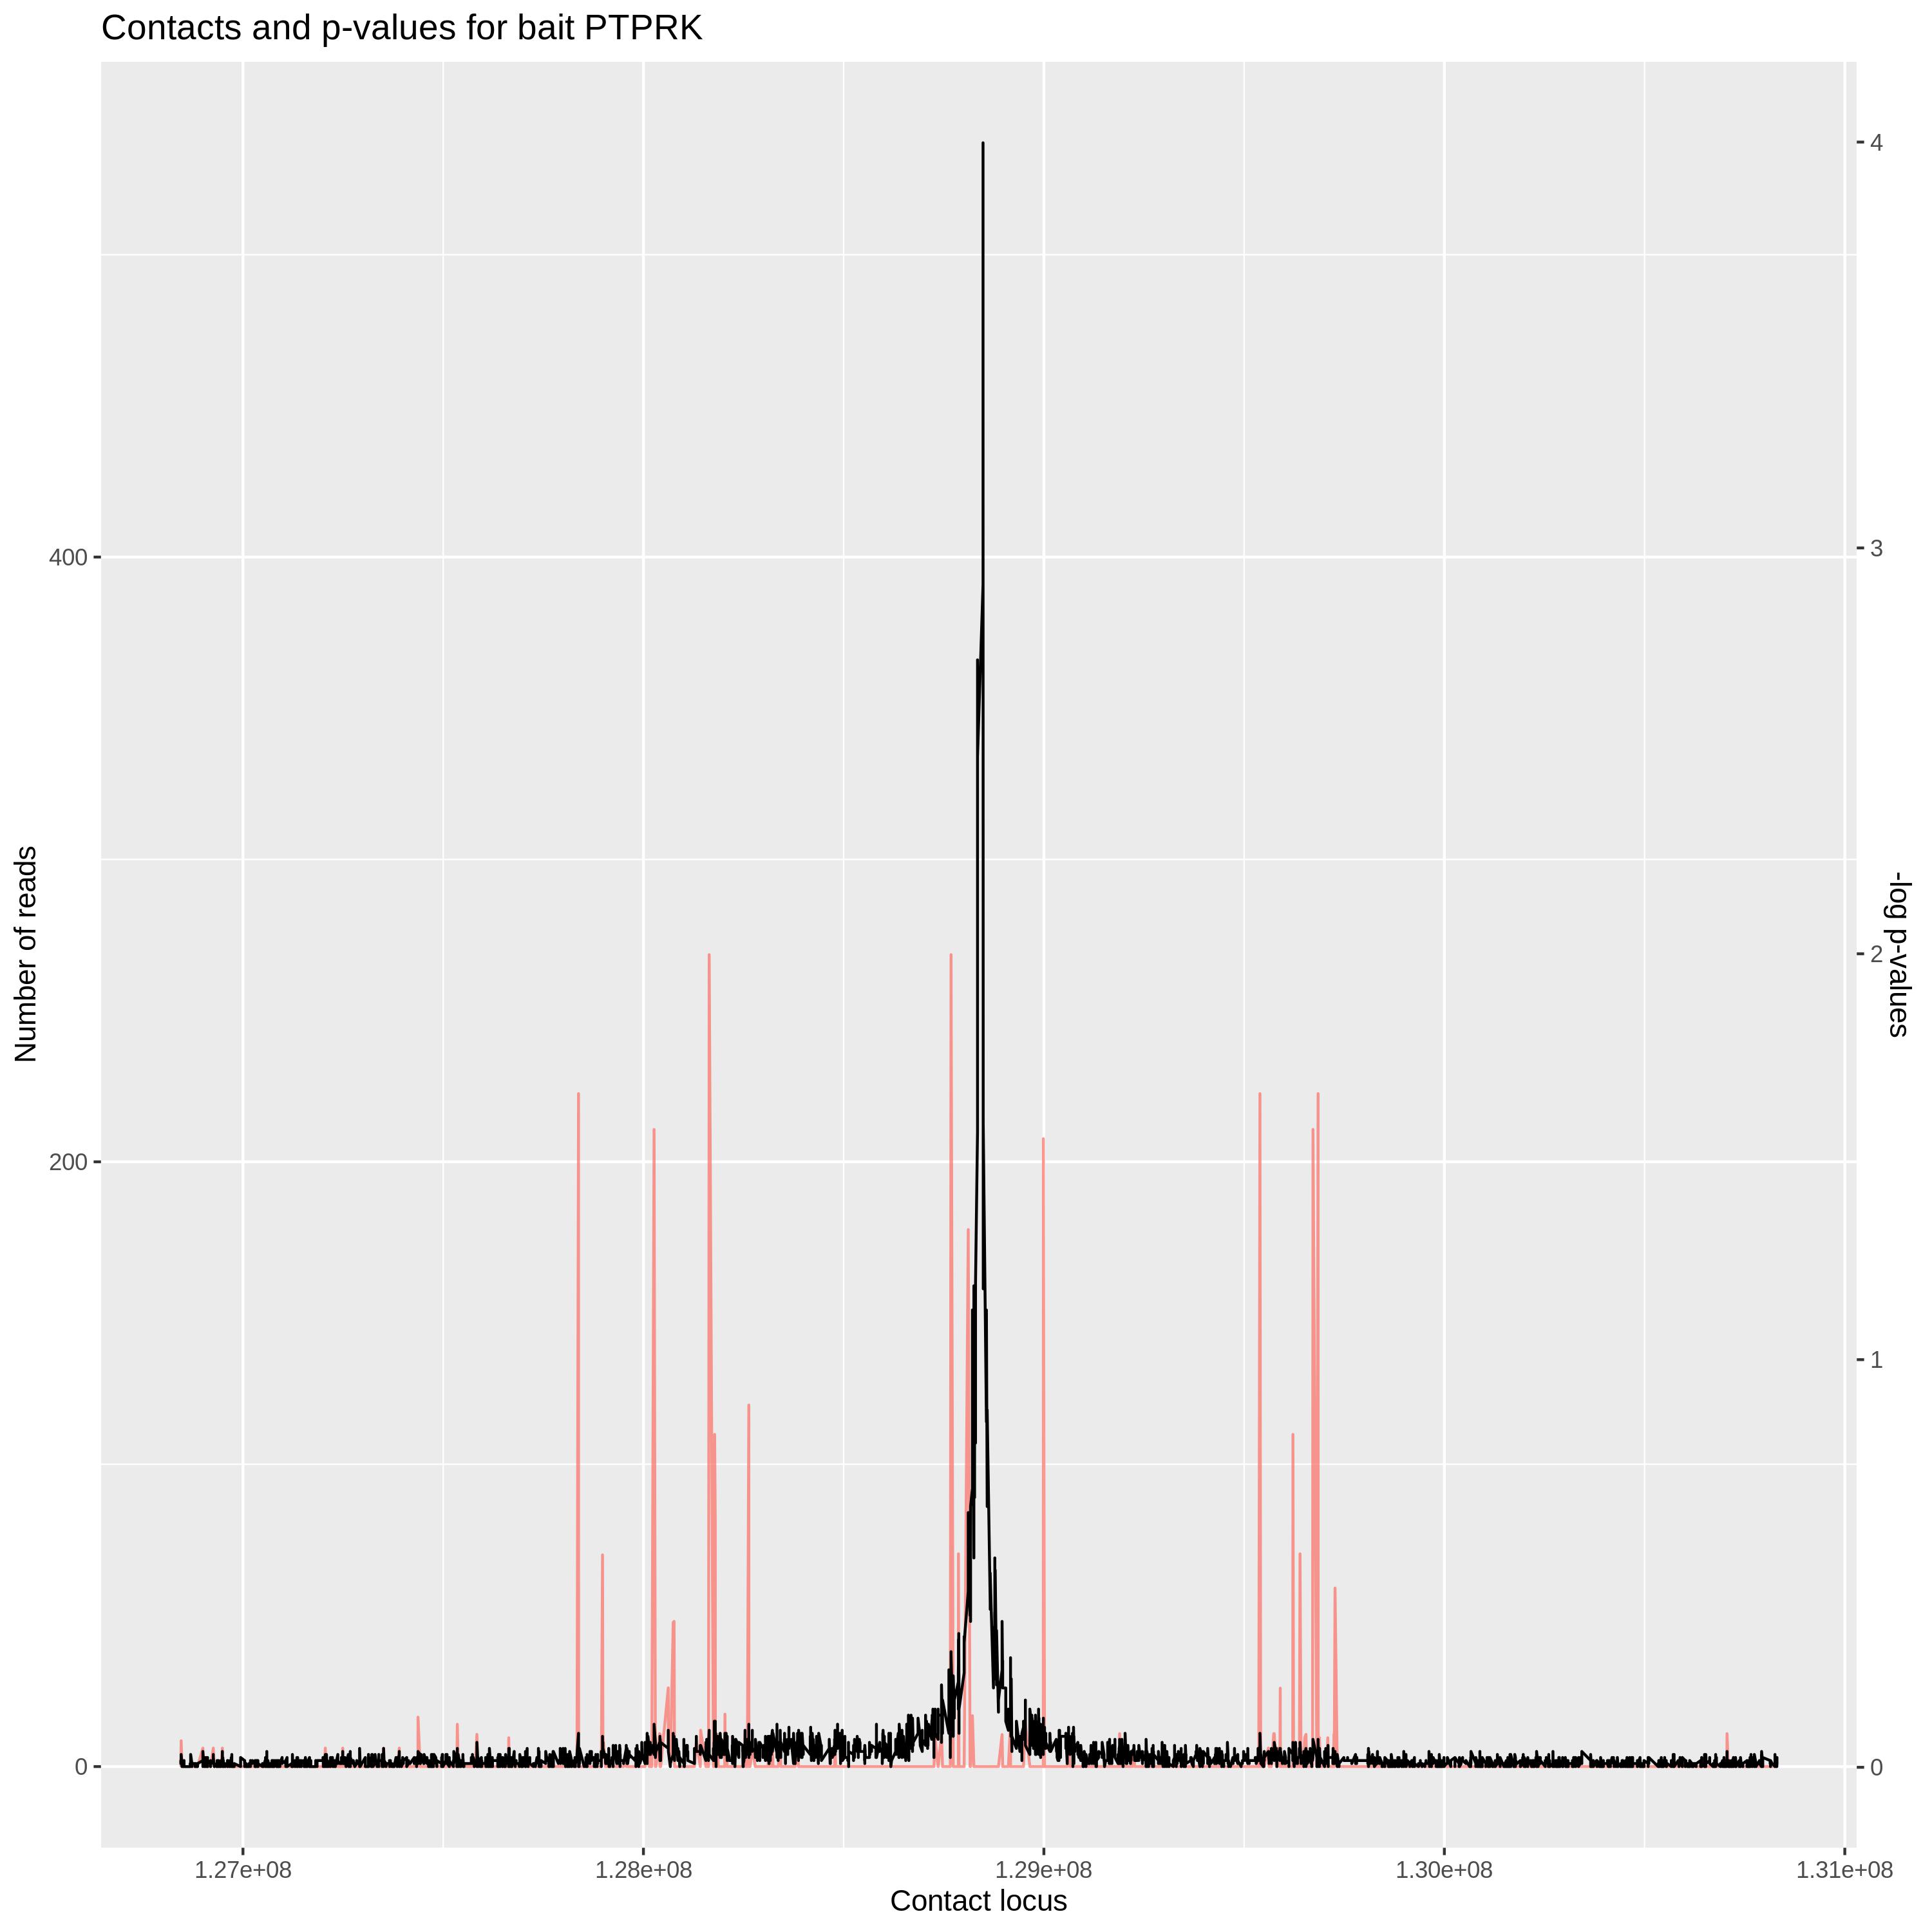 Contacts and p-values for bait PTPRK
Number of reads
400
200
0
4
3
2
1
0
-log p-values
1.27e+08 1.28e+08 1.29e+08 1.30e+08 1.31e+08
Contact locus